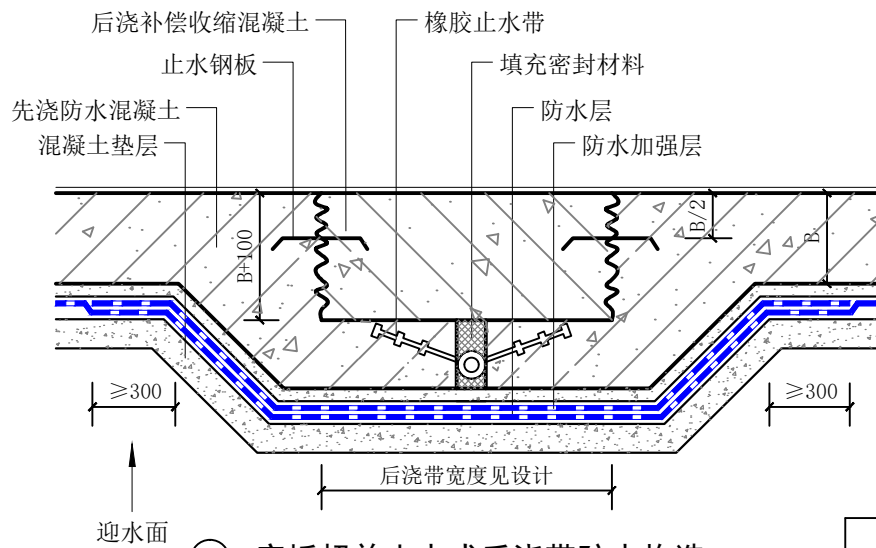 后浇补偿收缩混凝土
橡胶止水带
止水钢板
填充密封材料
先浇防水混凝土
防水层
混凝土垫层
防水加强层
B+100
B/2
B
≥300
≥300
后浇带宽度见设计
迎水面